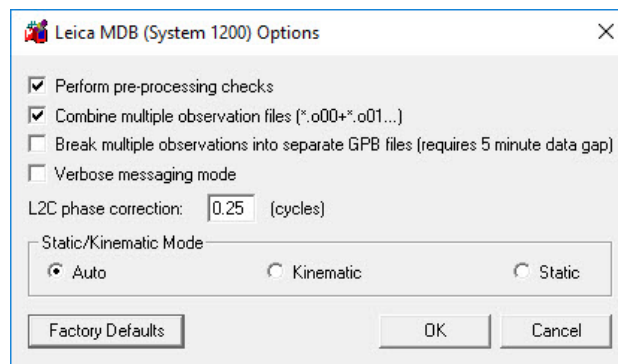 Leica MDB (System 1200) Options
Perform pre-processing checks
Combine multiple observation files (*.o00+*.o01...)
Break multiple observations into separate GPB files (requires 5 minute data gap)
Verbose messaging mode
L2C phase correction: 0.25 (cycles)
Static/Kinematic Mode
Auto Kinematic Static
Factory Defaults OK Cancel